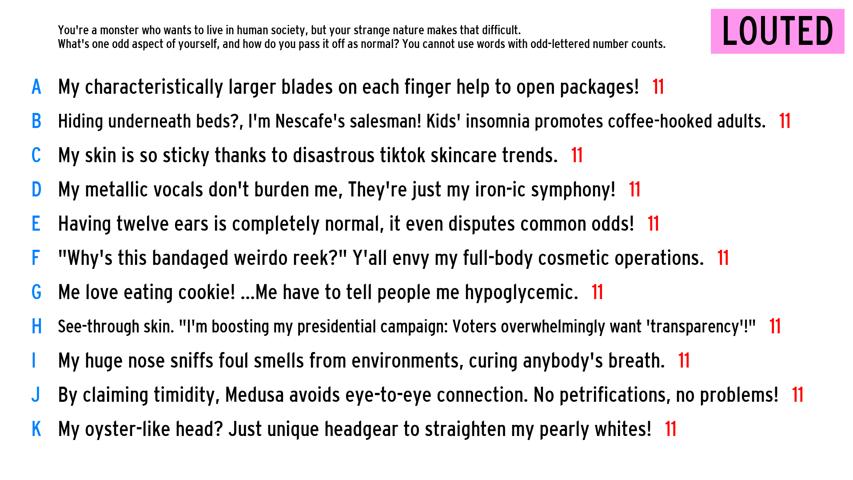 You're a monster who wants to live in human society, but your strange nature makes that difficult.
What's one odd aspect of yourself, and how do you pass it off as normal? You cannot use words with odd-lettered number counts.
LOUTED
A My characteristically larger blades on each finger help to open packages! 11
B Hiding underneath beds?, I'm Nescafe's salesman! Kids' insomnia promotes coffee-hooked adults. 11
C My skin is so sticky thanks to disastrous tiktok skincare trends. 11
D My metallic vocals don't burden me, They're just my iron-ic symphony! 11
E Having twelve ears is completely normal, it even disputes common odds! 11
F "Why's this bandaged weirdo reek?" Y'all envy my full-body cosmetic operations. 11
G Me love eating cookie! ...Me have to tell people me hypoglycemic. 11
H See-through skin. "I'm boosting my presidential campaign: Voters overwhelmingly want 'transparency'!" 11
I My huge nose sniffs foul smells from environments, curing anybody's breath. 11
J By claiming timidity, Medusa avoids eye-to-eye connection. No petrifications, no problems! 11
K My oyster-like head? Just unique headgear to straighten my pearly whites! 11